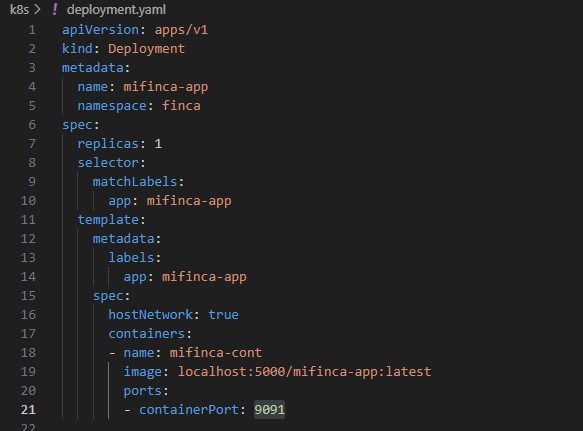 k8s > ! deployment.yaml
1 apiVersion: apps/v1
2 kind: Deployment
3 metadata:
4   name: mifinca-app
5   namespace: finca
6 spec:
7   replicas: 1
8   selector:
9     matchLabels:
10       app: mifinca-app
11   template:
12     metadata:
13       labels:
14         app: mifinca-app
15     spec:
16       hostNetwork: true
17       containers:
18       - name: mifinca-cont
19         image: localhost:5000/mifinca-app:latest
20         ports:
21         - containerPort: 9091
22